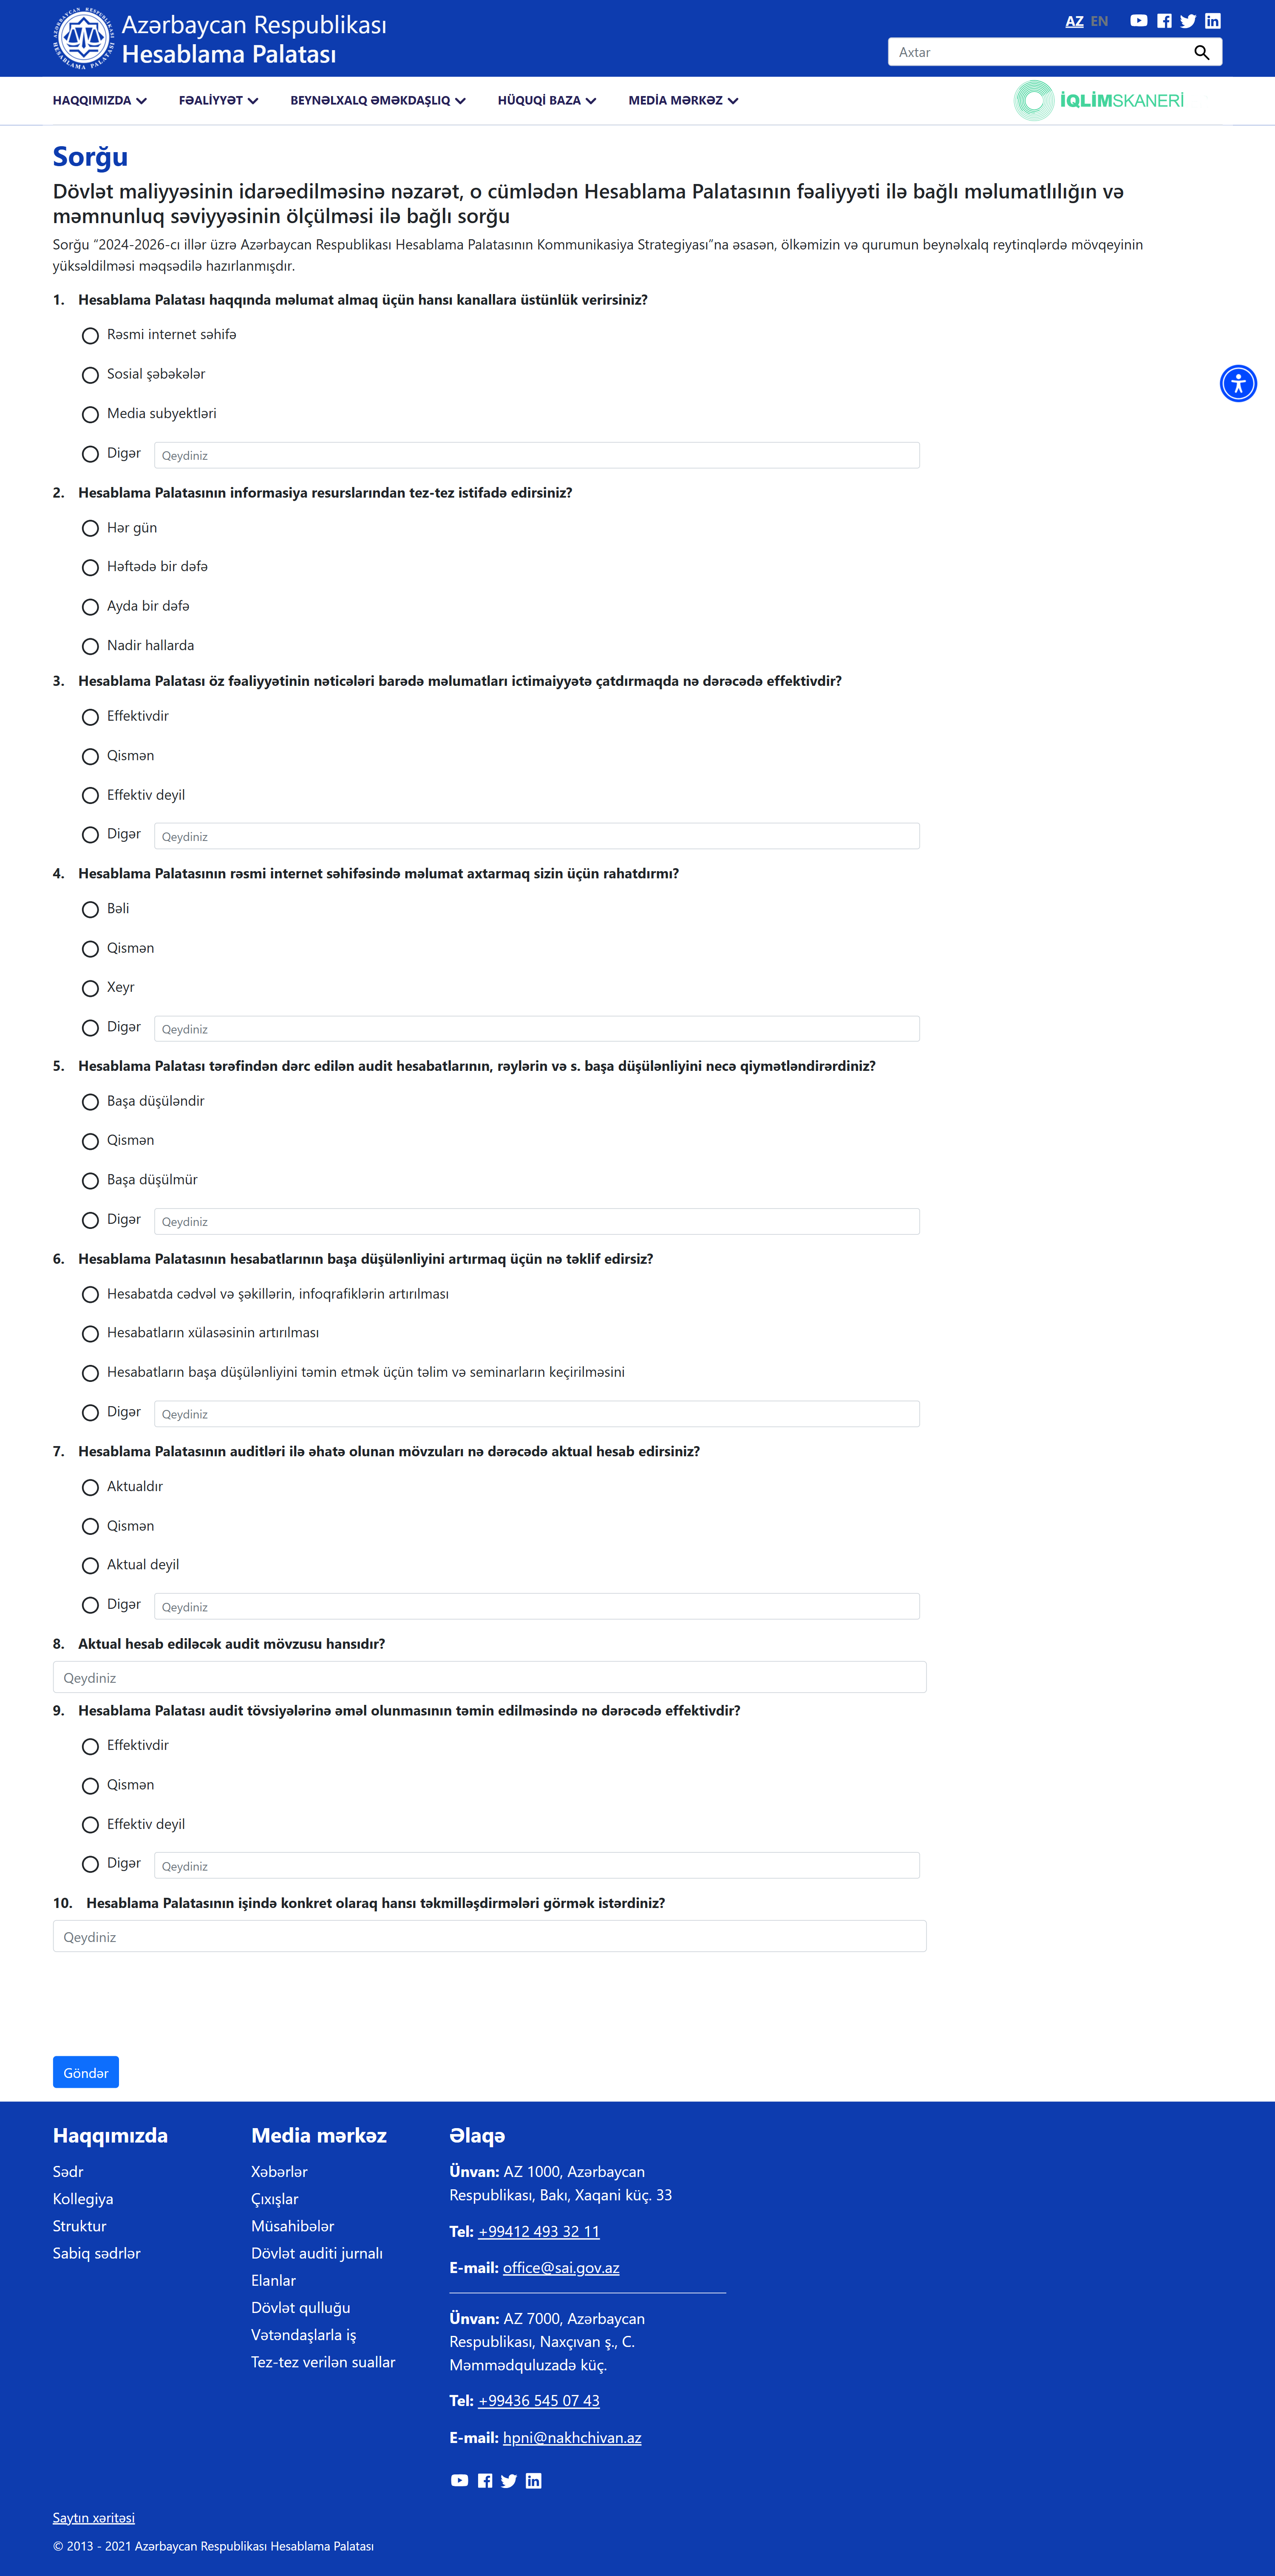 Azərbaycan Respublikası
Hesablama Palatası
AZ EN
Axtar
HAQQIMIZDA
FƏALİYYƏT
BEYNƏLXALQ ƏMƏKDAŞLIQ
HÜQUQİ BAZA
MEDİA MƏRKƏZ
İQLİMSKANERİ
Sorğu
Dövlət maliyyəsinin idarəedilməsinə nəzarət, o cümlədən Hesablama Palatasının fəaliyyəti ilə bağlı məlumatlılığın və
məmnunluq səviyyəsinin ölçülməsi ilə bağlı sorğu
Sorğu “2024-2026-cı illər üzrə Azərbaycan Respublikası Hesablama Palatasının Kommunikasiya Strategiyası”na əsasən, ölkəmizin və qurumun beynəlxalq reytinqlərdə mövqeyinin
yüksəldilməsi məqsədilə hazırlanmışdır.
1. Hesablama Palatası haqqında məlumat almaq üçün hansı kanallara üstünlük verirsiniz?
Rəsmi internet səhifə
Sosial şəbəkələr
Media subyektləri
Digər Qeydiniz
2. Hesablama Palatasının informasiya resurslarından tez-tez istifadə edirsiniz?
Hər gün
Həftədə bir dəfə
Ayda bir dəfə
Nadir hallarda
3. Hesablama Palatası öz fəaliyyətinin nəticələri barədə məlumatları ictimaiyyətə çatdırmaqda nə dərəcədə effektivdir?
Effektivdir
Qismən
Effektiv deyil
Digər Qeydiniz
4. Hesablama Palatasının rəsmi internet səhifəsində məlumat axtarmaq sizin üçün rahatdırmı?
Bəli
Qismən
Xeyr
Digər Qeydiniz
5. Hesablama Palatası tərəfindən dərc edilən audit hesabatlarının, rəylərin və s. başa düşülənliyini necə qiymətləndirərdiniz?
Başa düşüləndir
Qismən
Başa düşülmür
Digər Qeydiniz
6. Hesablama Palatasının hesabatlarının başa düşülənliyini artırmaq üçün nə təklif edirsiz?
Hesabatda cədvəl və şəkillərin, infoqrafiklərin artırılması
Hesabatların xülasəsinin artırılması
Hesabatların başa düşülənliyini təmin etmək üçün təlim və seminarların keçirilməsini
Digər Qeydiniz
7. Hesablama Palatasının auditləri ilə əhatə olunan mövzuları nə dərəcədə aktual hesab edirsiniz?
Aktualdır
Qismən
Aktual deyil
Digər Qeydiniz
8. Aktual hesab ediləcək audit mövzusu hansıdır?
Qeydiniz
9. Hesablama Palatası audit tövsiyələrinə əməl olunmasının təmin edilməsində nə dərəcədə effektivdir?
Effektivdir
Qismən
Effektiv deyil
Digər Qeydiniz
10. Hesablama Palatasının işində konkret olaraq hansı təkmilləşdirmələri görmək istərdiniz?
Qeydiniz
Göndər
Haqqımızda
Sədr
Kollegiya
Struktur
Sabiq sədrlər
Media mərkəz
Xəbərlər
Çıxışlar
Müsahibələr
Dövlət auditi jurnalı
Elanlar
Dövlət qulluğu
Vətəndaşlarla iş
Tez-tez verilən suallar
Əlaqə
Ünvan: AZ 1000, Azərbaycan
Respublikası, Bakı, Xaqani küç. 33
Tel: +99412 493 32 11
E-mail: office@sai.gov.az
Ünvan: AZ 7000, Azərbaycan
Respublikası, Naxçıvan ş., C.
Məmmədquluzadə küç.
Tel: +99436 545 07 43
E-mail: hpni@nakhchivan.az
Saytın xəritəsi
© 2013 - 2021 Azərbaycan Respublikası Hesablama Palatası